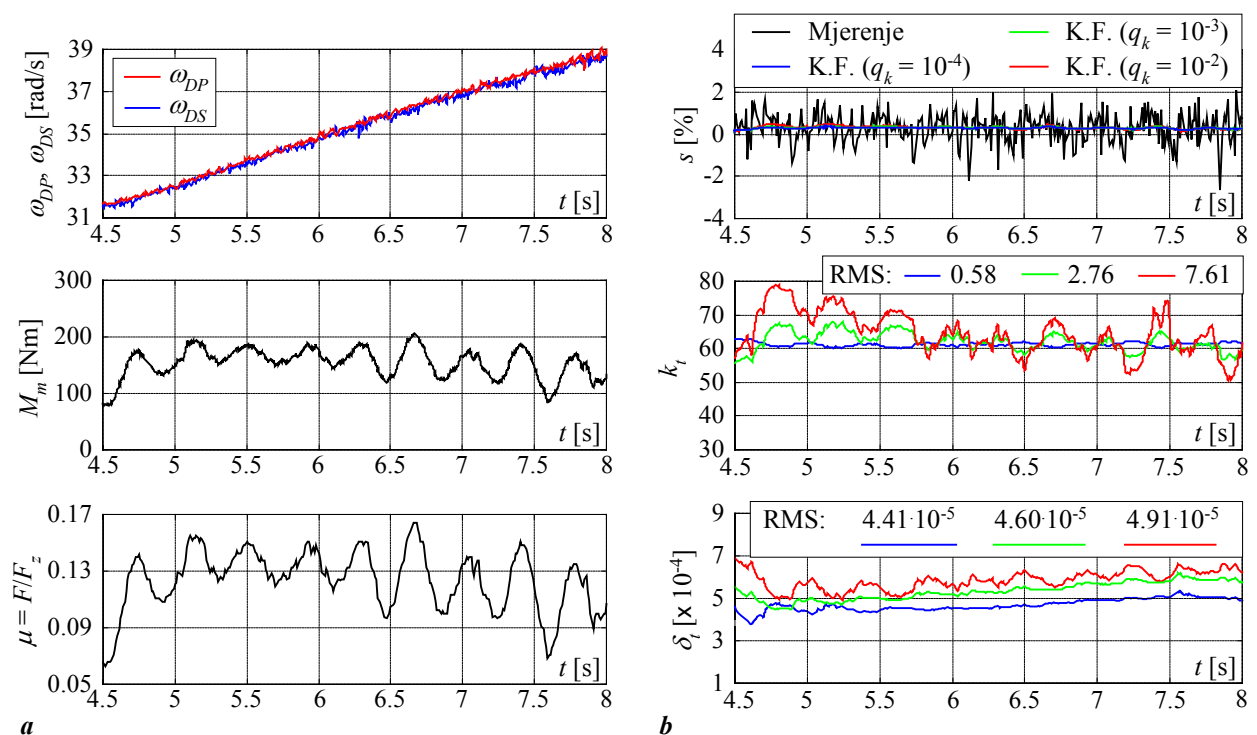 ω_DP, ω_DS [rad/s]
39
37
35
33
31
ω_DP
ω_DS
t [s]
4.5 5 5.5 6 6.5 7 7.5 8
M_m [Nm]
300
200
100
0
t [s]
4.5 5 5.5 6 6.5 7 7.5 8
μ = F/F_z
0.17
0.13
0.09
0.05
t [s]
4.5 5 5.5 6 6.5 7 7.5 8
a
Mjerenje
K.F. (q_k = 10⁻³)
K.F. (q_k = 10⁻⁴)
K.F. (q_k = 10⁻²)
s [%]
4
2
0
-2
-4
t [s]
4.5 5 5.5 6 6.5 7 7.5 8
RMS: 0.58 2.76 7.61
k_t
80
70
60
50
40
30
t [s]
4.5 5 5.5 6 6.5 7 7.5 8
RMS: 4.41·10⁻⁵ 4.60·10⁻⁵ 4.91·10⁻⁵
δ_t [x 10⁻⁴]
9
7
5
3
1
t [s]
4.5 5 5.5 6 6.5 7 7.5 8
b